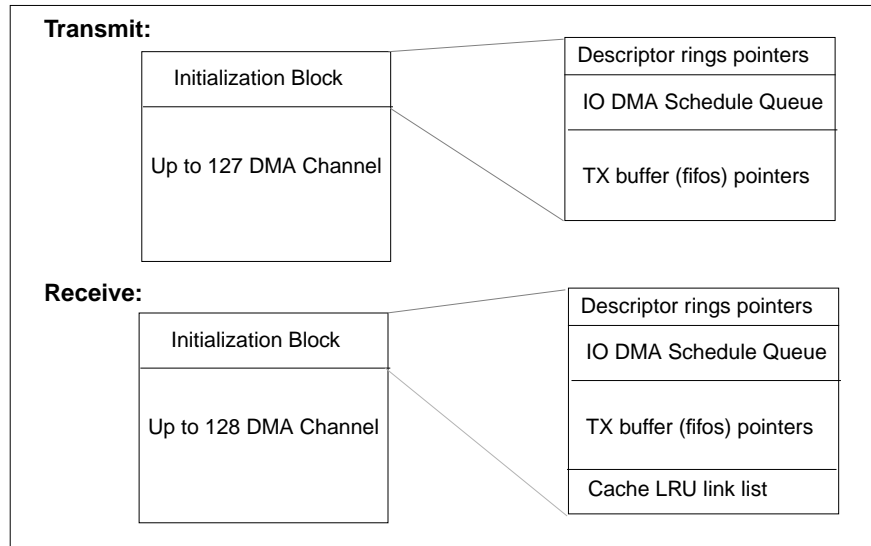 Transmit:
Initialization Block
Up to 127 DMA Channel
Descriptor rings pointers
IO DMA Schedule Queue
TX buffer (fifos) pointers
Receive:
Initialization Block
Up to 128 DMA Channel
Descriptor rings pointers
IO DMA Schedule Queue
TX buffer (fifos) pointers
Cache LRU link list